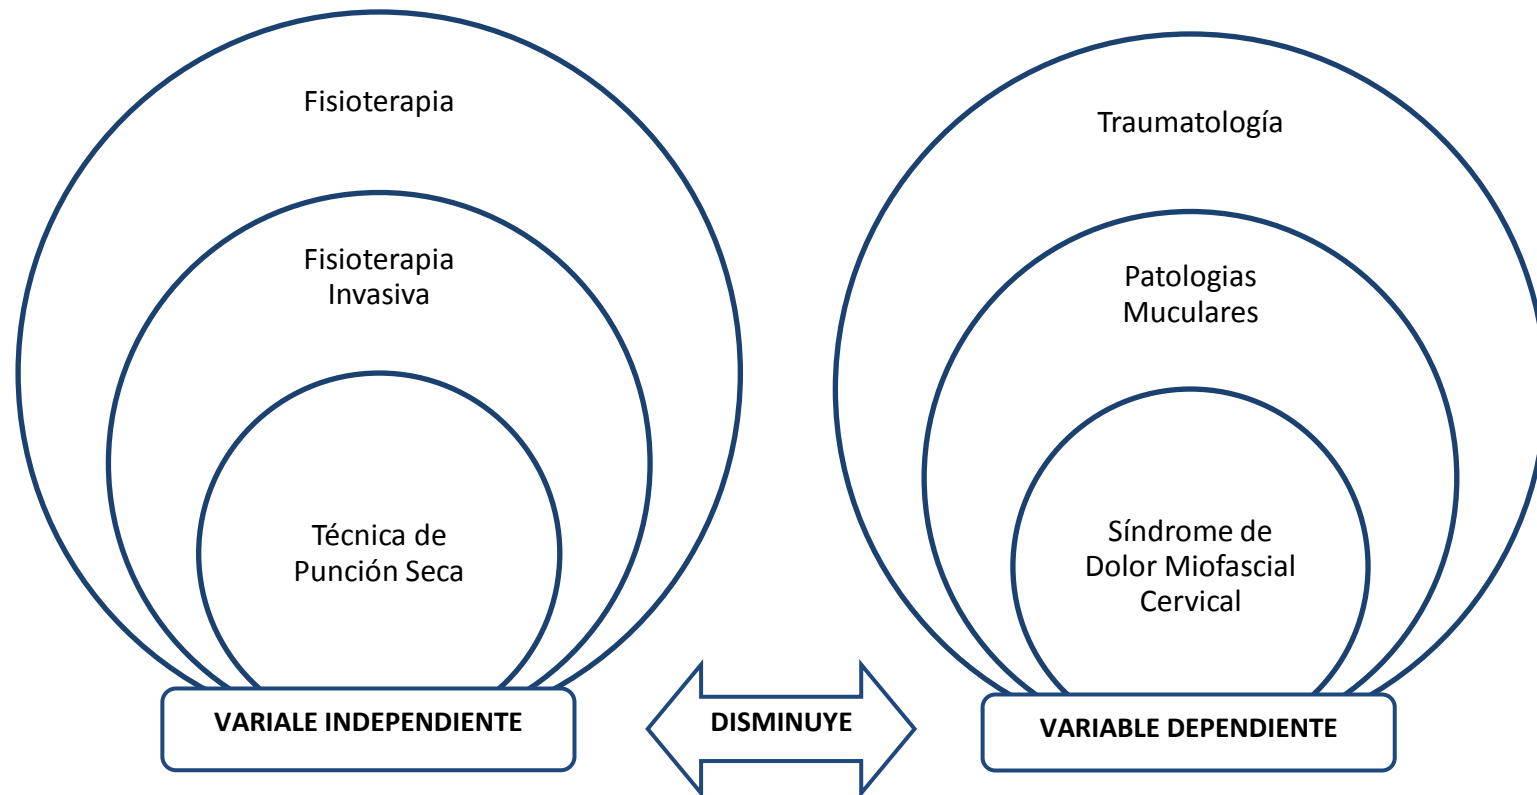 Fisioterapia
Fisioterapia
Invasiva
Técnica de
Punción Seca
VARIALE INDEPENDIENTE
DISMINUYE
Traumatología
Patologias
Muculares
Síndrome de
Dolor Miofascial
Cervical
VARIABLE DEPENDIENTE